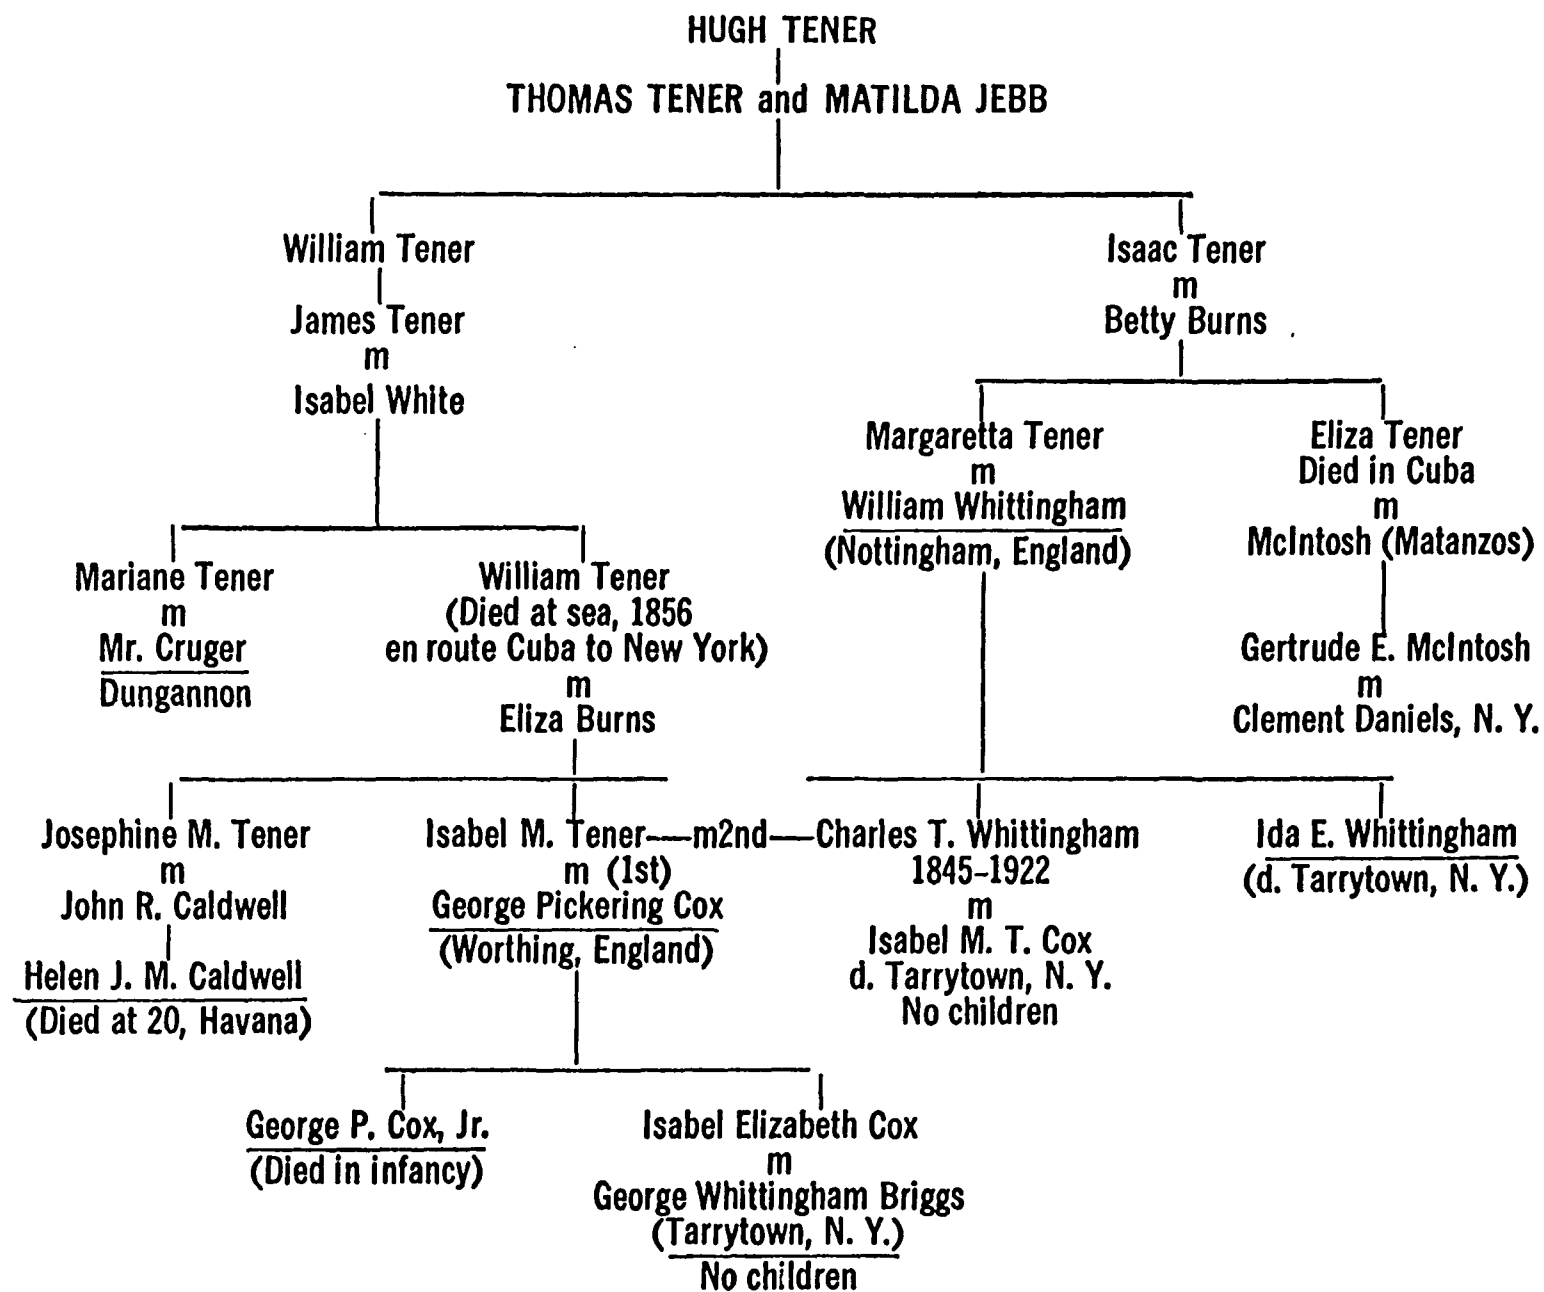 HUGH TENER
THOMAS TENER and MATILDA JEBB
William Tener
James Tener
m
Isabel White
Isaac Tener
m
Betty Burns
Mariane Tener
m
Mr. Cruger
Dungannon
William Tener
(Died at sea, 1856
en route Cuba to New York)
m
Eliza Burns
Margaretta Tener
m
William Whittingham
(Nottingham, England)
Eliza Tener
Died in Cuba
m
McIntosh (Matanzos)
Gertrude E. McIntosh
m
Clement Daniels, N. Y.
Josephine M. Tener
m
John R. Caldwell
Helen J. M. Caldwell
(Died at 20, Havana)
Isabel M. Tener—m2nd—Charles T. Whittingham
m (1st)
George Pickering Cox
(Worthing, England)
1845-1922
m
Isabel M. T. Cox
d. Tarrytown, N. Y.
No children
Ida E. Whittingham
(d. Tarrytown, N. Y.)
George P. Cox, Jr.
(Died in infancy)
Isabel Elizabeth Cox
m
George Whittingham Briggs
(Tarrytown, N. Y.)
No children